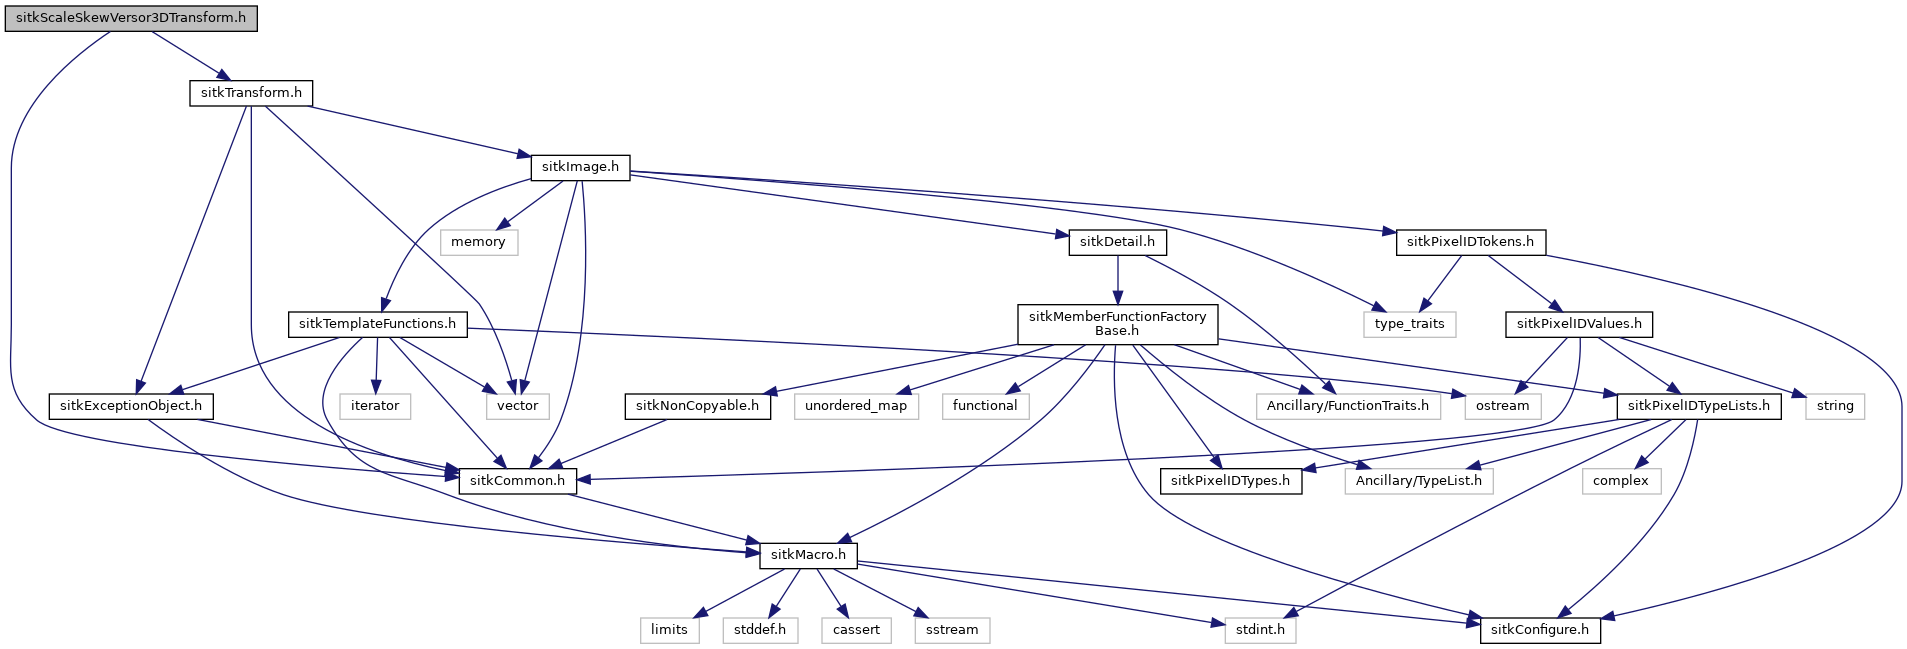 sitkScaleSkewVersor3DTransform.h
sitkTransform.h
sitkImage.h
memory
sitkDetail.h
sitkPixelIDTokens.h
sitkTemplateFunctions.h
sitkMemberFunctionFactory
Base.h
type_traits
sitkPixelIDValues.h
sitkExceptionObject.h
iterator
vector
sitkNonCopyable.h
unordered_map
functional
Ancillary/FunctionTraits.h
ostream
sitkPixelIDTypeLists.h
string
sitkCommon.h
sitkPixelIDTypes.h
Ancillary/TypeList.h
complex
sitkMacro.h
limits
stddef.h
cassert
sstream
stdint.h
sitkConfigure.h